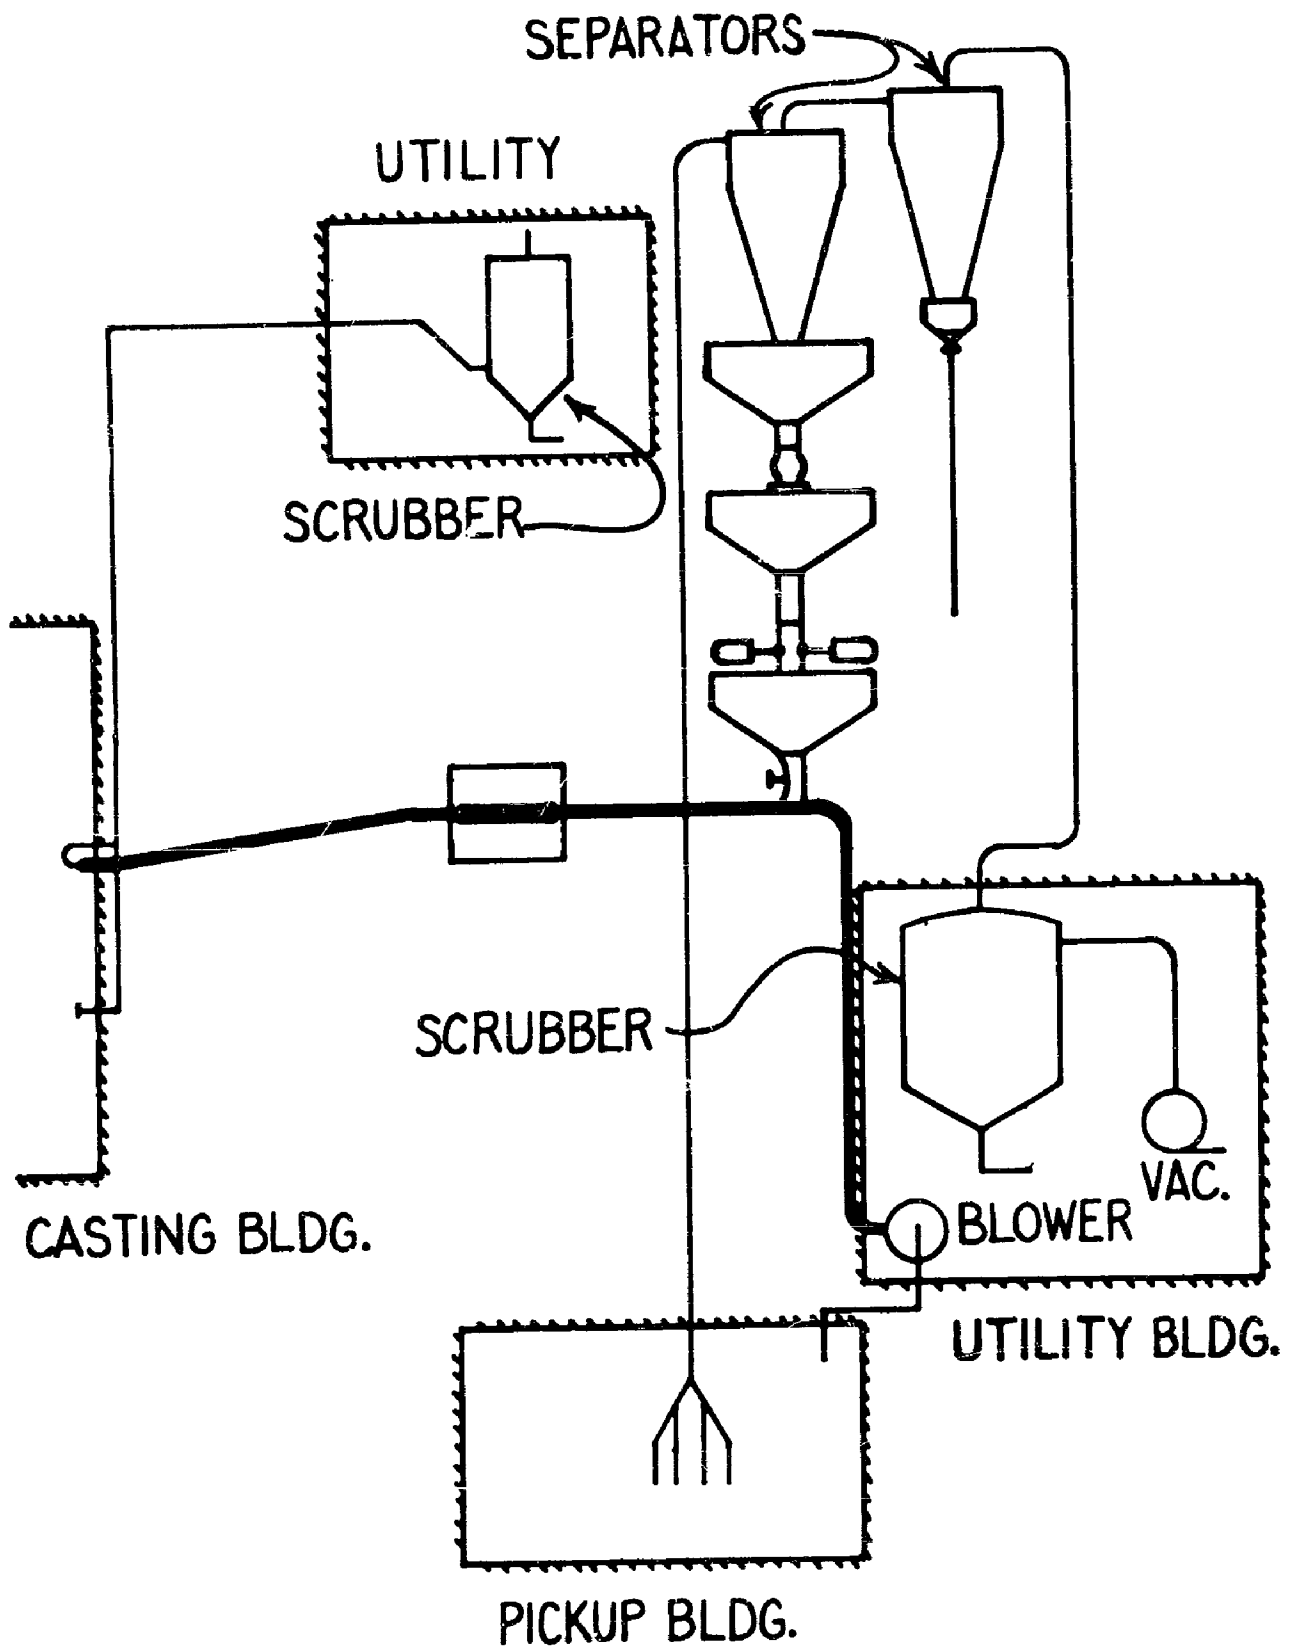 SEPARATORS
UTILITY
SCRUBBER
SCRUBBER
VAC.
BLOWER
CASTING BLDG.
UTILITY BLDG.
PICKUP BLDG.